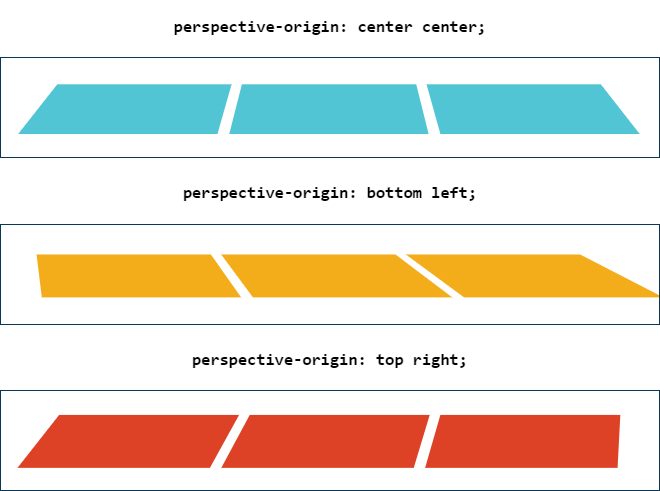 perspective-origin: center center;
perspective-origin: bottom left;
perspective-origin: top right;